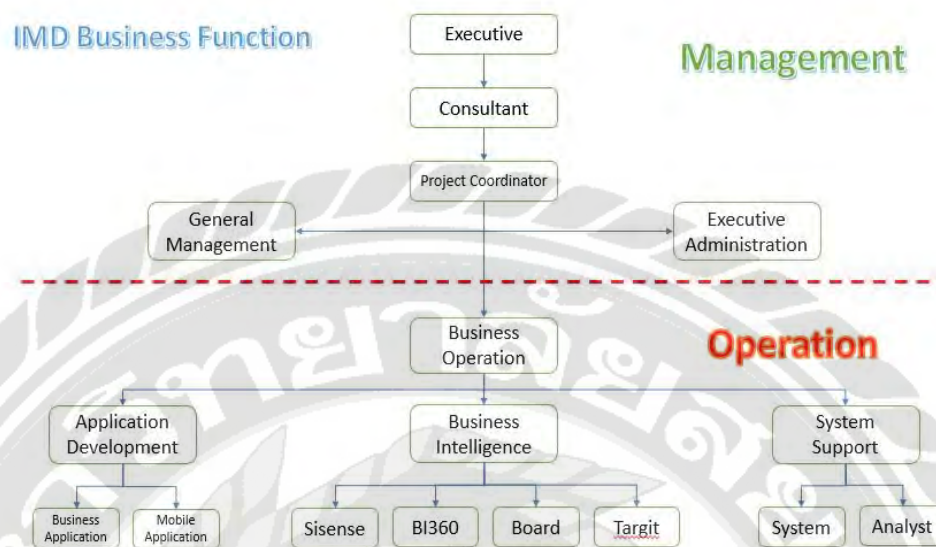 IMD Business Function
Executive
Management
Consultant
Project Coordinator
General
Management
Executive
Administration
Business
Operation
Operation
Application
Development
Business
Intelligence
System
Support
Business
Application
Mobile
Application
Sisense
BI360
Board
Targit
System
Analyst